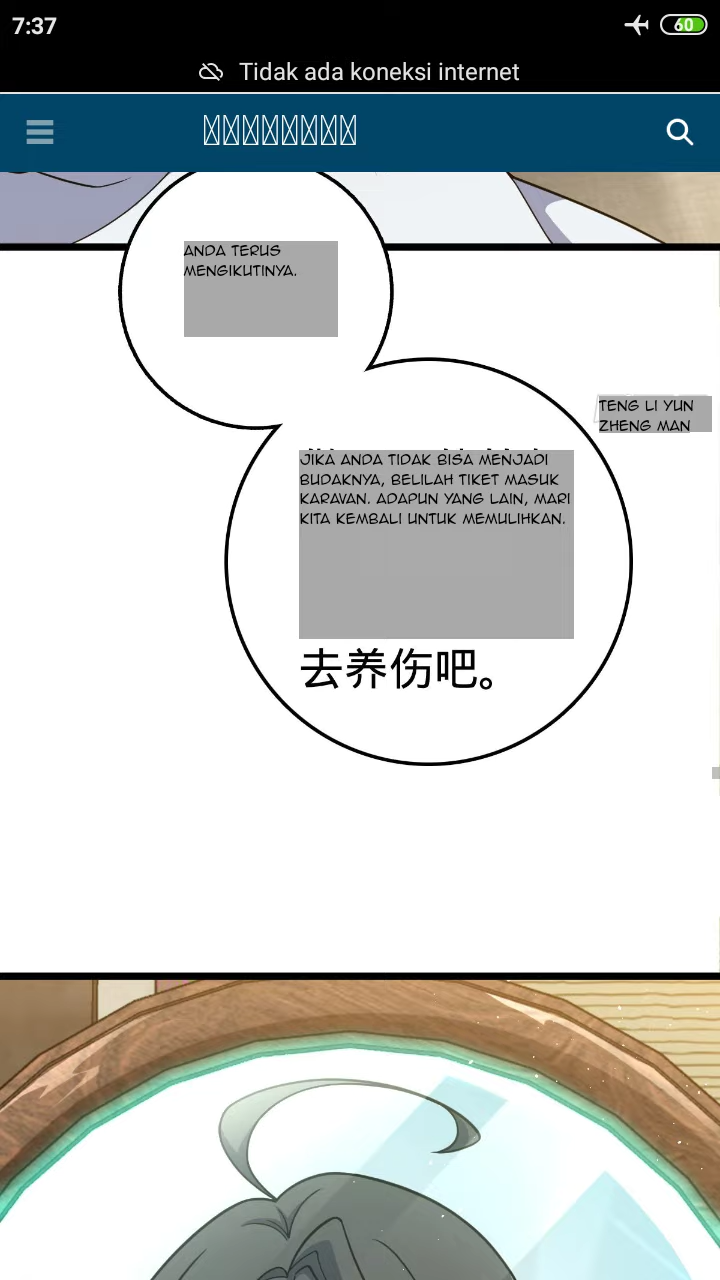 7:37
60
Tidak ada koneksi internet
ANDA TERUS
MENGIKUTINYA.
TENG LI YUN
ZHENG MAN
JIKA ANDA TIDAK BISA MENJADI
BUDAKNYA, BELILAH TIKET MASUK
KARAVAN. ADAPUN YANG LAIN, MARI
KITA KEMBALI UNTUK MEMULIHKAN.
去养伤吧。